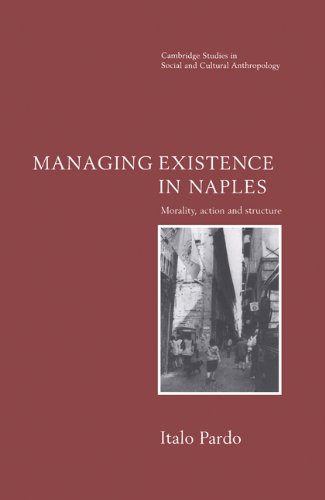 Cambridge Studies in
Social and Cultural Anthropology
MANAGING EXISTENCE
IN NAPLES
Morality, action and structure
Italo Pardo